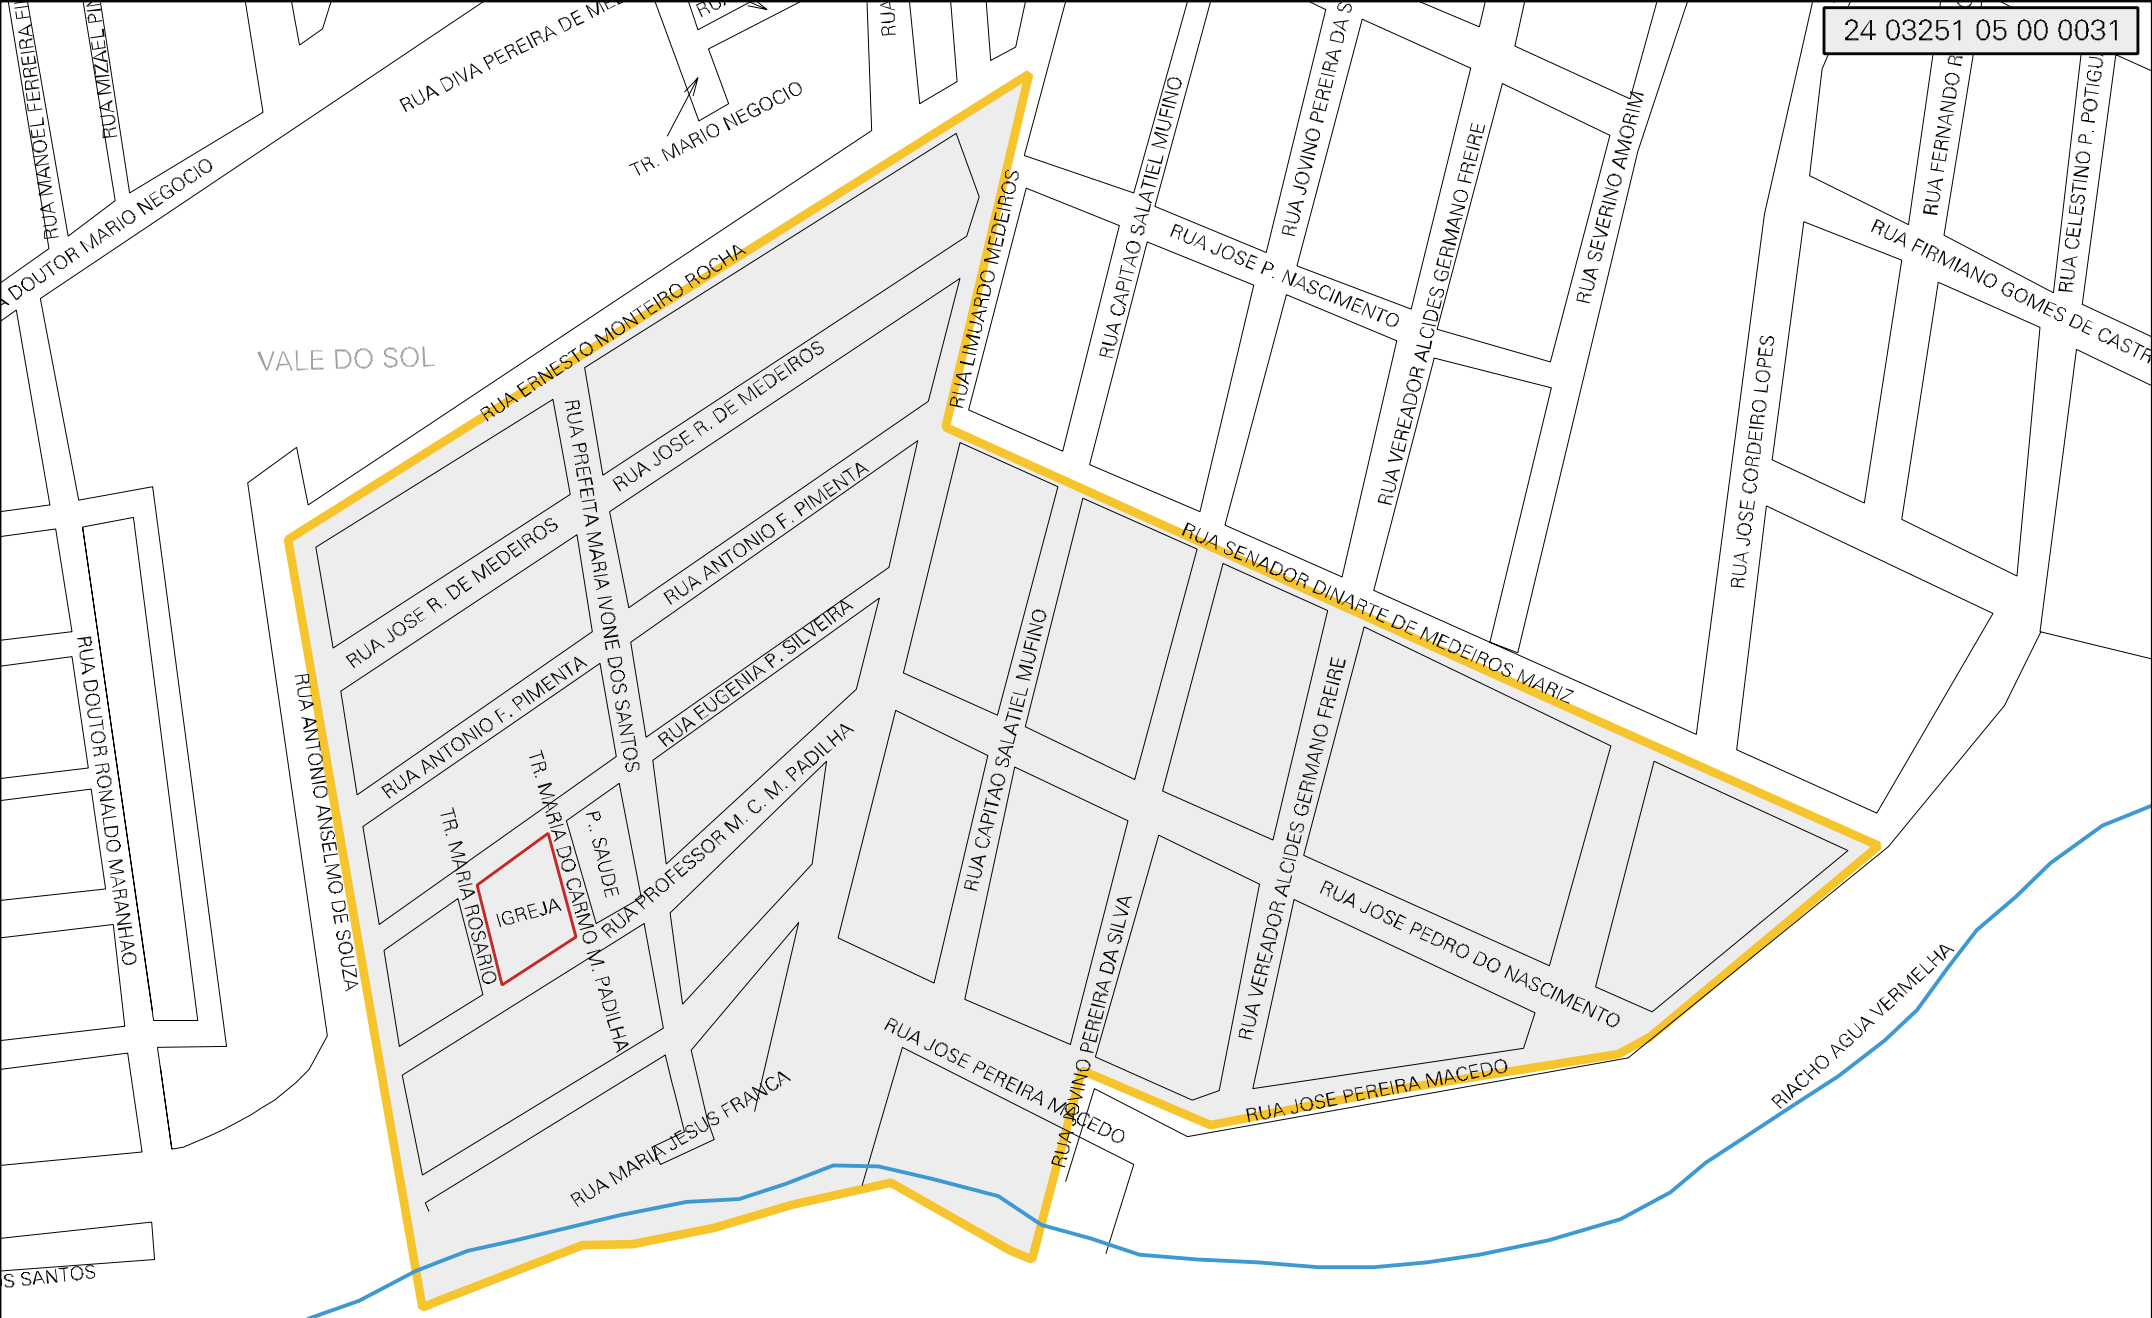 24 03251 05 00 0031
RUA MANOEL FERREIRA
RUA MIZAEL
RUA DIVA PEREIRA DE
RUA
TR. MARIO NEGOCIO
DOUTOR MARIO NEGOCIO
VALE DO SOL
RUA ERNESTO MONTEIRO ROCHA
RUA LIMUARDO MEDEIROS
RUA CAPITAO SALATIEL MUFINO
RUA JOVINO PEREIRA DA S
RUA JOSE P. NASCIMENTO
RUA VEREADOR ALCIDES GERMANO FREIRE
RUA SEVERINO AMORIM
RUA JOSE CORDEIRO LOPES
RUA FERNANDO R
RUA CELESTINO P. POTIGU
RUA FIRMIANO GOMES DE CASTR
RUA JOSE R. DE MEDEIROS
RUA JOSE R. DE MEDEIROS
RUA PREFEITA MARIA IVONE DOS SANTOS
RUA ANTONIO F. PIMENTA
RUA ANTONIO F. PIMENTA
RUA EUGENIA P. SILVEIRA
RUA SENADOR DINARTE DE MEDEIROS MARIZ
RUA CAPITAO SALATIEL MUFINO
RUA VEREADOR ALCIDES GERMANO FREIRE
RUA DOUTOR RONALDO MARANHAO
RUA ANTONIO ANSELMO DE SOUZA
TR. MARIA ROSARIO
TR. MARIA DO CARMO M. PADILHA
P.. SAUDE
IGREJA
RUA PROFESSOR M. C. M. PADILHA
RUA JOVINO PEREIRA DA SILVA
RUA JOSE PEDRO DO NASCIMENTO
RUA JOSE PEREIRA MACEDO
RUA JOSE PEREIRA MACEDO
RUA MARIA JESUS FRANCA
RIACHO AGUA VERMELHA
OS SANTOS